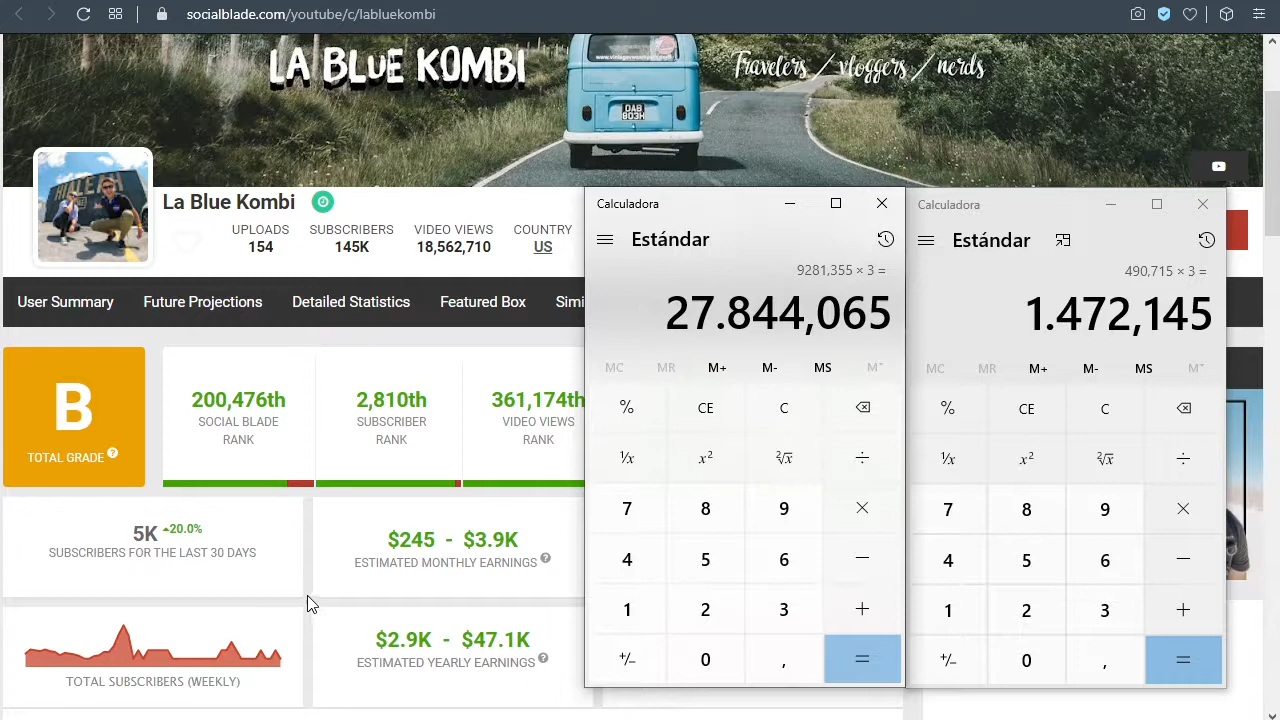 socialblade.com/youtube/c/labluekombi
LA BLUE KOMBI
Travelers / vloggers / nerds
DAB
803H
La Blue Kombi
UPLOADS
154
SUBSCRIBERS
145K
VIDEO VIEWS
18,562,710
COUNTRY
US
User Summary
Future Projections
Detailed Statistics
Featured Box
Simi
B
TOTAL GRADE
200,476th
SOCIAL BLADE
RANK
2,810th
SUBSCRIBER
RANK
361,174th
VIDEO VIEWS
RANK
5K 20.0%
SUBSCRIBERS FOR THE LAST 30 DAYS
$245 - $3.9K
ESTIMATED MONTHLY EARNINGS
TOTAL SUBSCRIBERS (WEEKLY)
$2.9K - $47.1K
ESTIMATED YEARLY EARNINGS
Calculadora
Estándar
9281,355 × 3 =
27.844,065
MC MR M+ M- MS M˅
% CE C
¹/x x² ²√x ÷
7 8 9 ×
4 5 6 −
1 2 3 +
+/− 0 , =
Calculadora
Estándar
490,715 × 3 =
1.472,145
MC MR M+ M- MS M˅
% CE C
¹/x x² ²√x ÷
7 8 9 ×
4 5 6 −
1 2 3 +
+/− 0 , =